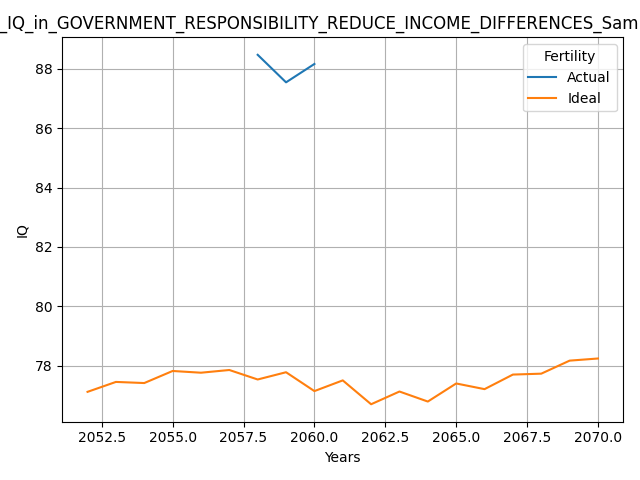 _IQ_in_GOVERNMENT_RESPONSIBILITY_REDUCE_INCOME_DIFFERENCES_Sam
Fertility
Actual
Ideal
88
86
84
82
80
78
IQ
2052.5 2055.0 2057.5 2060.0 2062.5 2065.0 2067.5 2070.0
Years